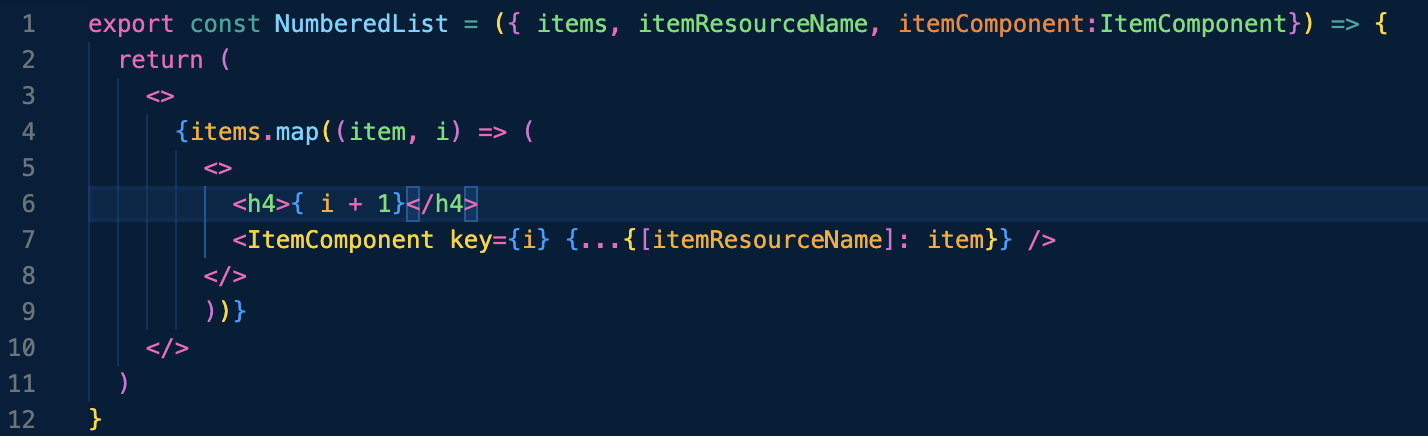 1 export const NumberedList = ({ items, itemResourceName, itemComponent:ItemComponent}) => {
2 return (
3 <>
4 {items.map((item, i) => (
5 <>
6 <h4>{ i + 1}</h4>
7 <ItemComponent key={i} {...{[itemResourceName]: item}} />
8 </>
9 ))}
10 </>
11 )
12 }